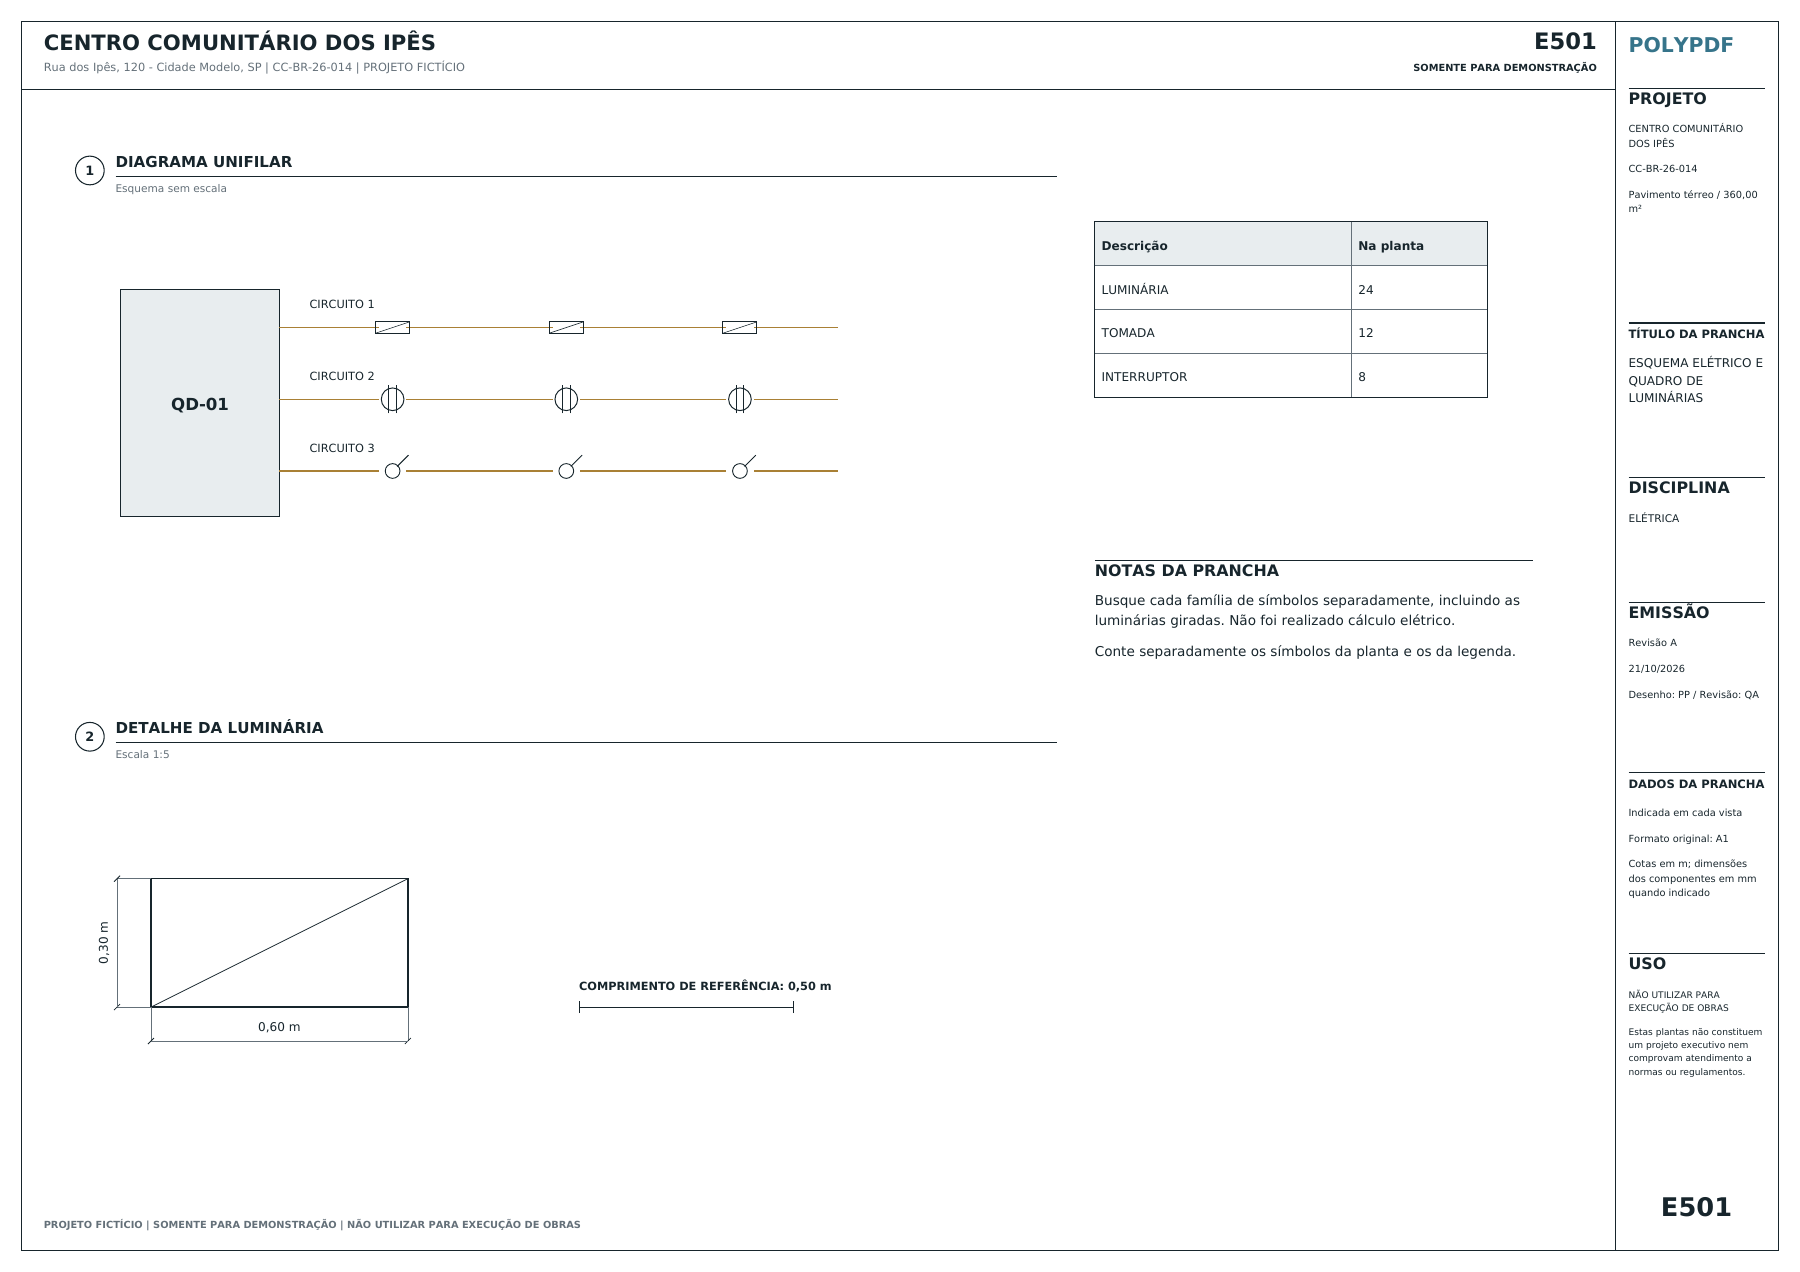 CENTRO COMUNITÁRIO DOS IPÊS
Rua dos Ipês, 120 - Cidade Modelo, SP | CC-BR-26-014 | PROJETO FICTÍCIO
E501
SOMENTE PARA DEMONSTRAÇÃO
1
DIAGRAMA UNIFILAR
Esquema sem escala
QD-01
CIRCUITO 1
CIRCUITO 2
CIRCUITO 3
Descrição Na planta
LUMINÁRIA 24
TOMADA 12
INTERRUPTOR 8
NOTAS DA PRANCHA
Busque cada família de símbolos separadamente, incluindo as
luminárias giradas. Não foi realizado cálculo elétrico.
Conte separadamente os símbolos da planta e os da legenda.
2
DETALHE DA LUMINÁRIA
Escala 1:5
0,30 m
0,60 m
COMPRIMENTO DE REFERÊNCIA: 0,50 m
PROJETO FICTÍCIO | SOMENTE PARA DEMONSTRAÇÃO | NÃO UTILIZAR PARA EXECUÇÃO DE OBRAS
POLYPDF
PROJETO
CENTRO COMUNITÁRIO
DOS IPÊS
CC-BR-26-014
Pavimento térreo / 360,00
m²
TÍTULO DA PRANCHA
ESQUEMA ELÉTRICO E
QUADRO DE
LUMINÁRIAS
DISCIPLINA
ELÉTRICA
EMISSÃO
Revisão A
21/10/2026
Desenho: PP / Revisão: QA
DADOS DA PRANCHA
Indicada em cada vista
Formato original: A1
Cotas em m; dimensões
dos componentes em mm
quando indicado
USO
NÃO UTILIZAR PARA
EXECUÇÃO DE OBRAS
Estas plantas não constituem
um projeto executivo nem
comprovam atendimento a
normas ou regulamentos.
E501